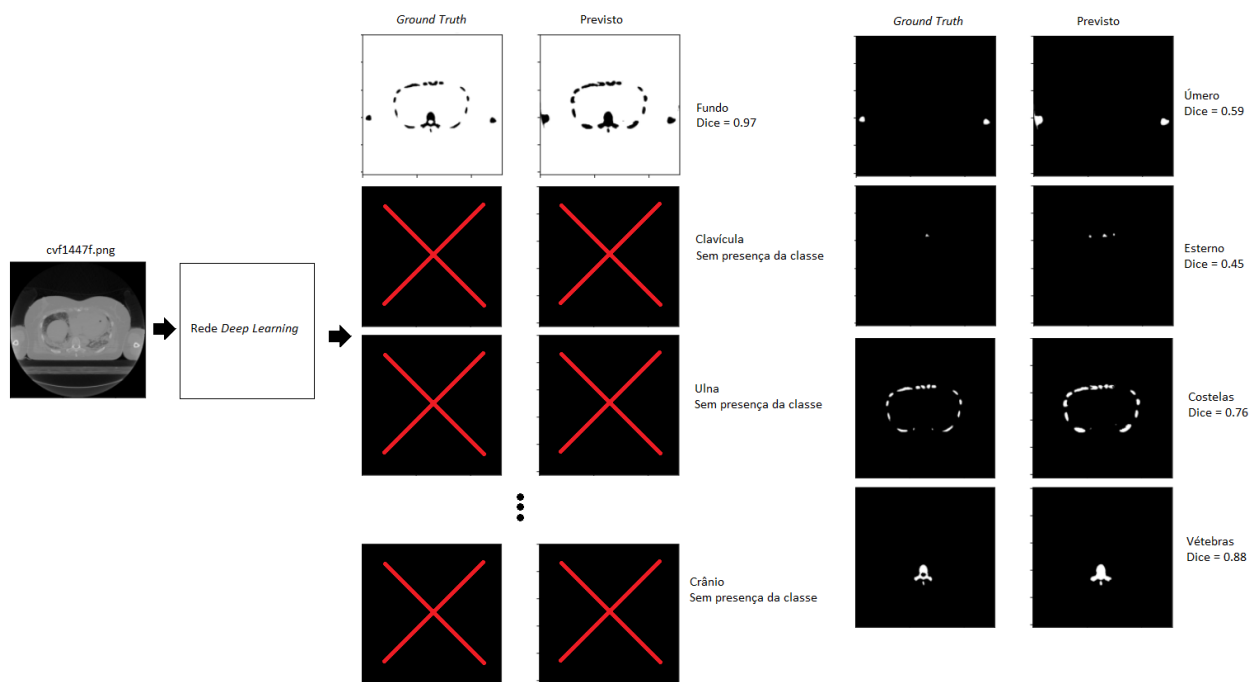 Ground Truth
Previsto
Fundo
Dice = 0.97
Clavícula
Sem presença da classe
cvf1447f.png
Rede Deep Learning
Ulna
Sem presença da classe
Crânio
Sem presença da classe
Ground Truth
Previsto
Úmero
Dice = 0.59
Esterno
Dice = 0.45
Costelas
Dice = 0.76
Vétebras
Dice = 0.88